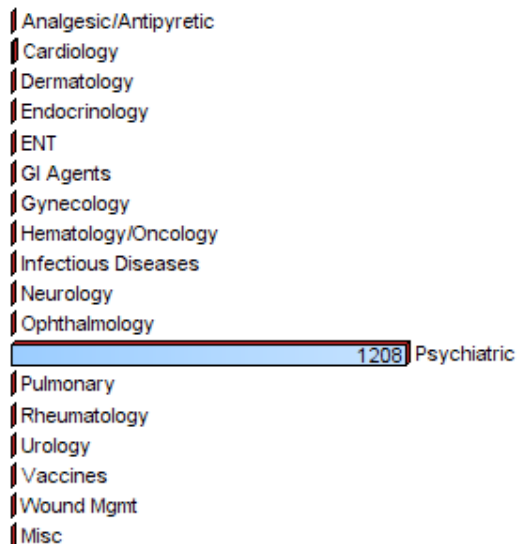 Analgesic/Antipyretic
Cardiology
Dermatology
Endocrinology
ENT
GI Agents
Gynecology
Hematology/Oncology
Infectious Diseases
Neurology
Ophthalmology
1208 Psychiatric
Pulmonary
Rheumatology
Urology
Vaccines
Wound Mgmt
Misc